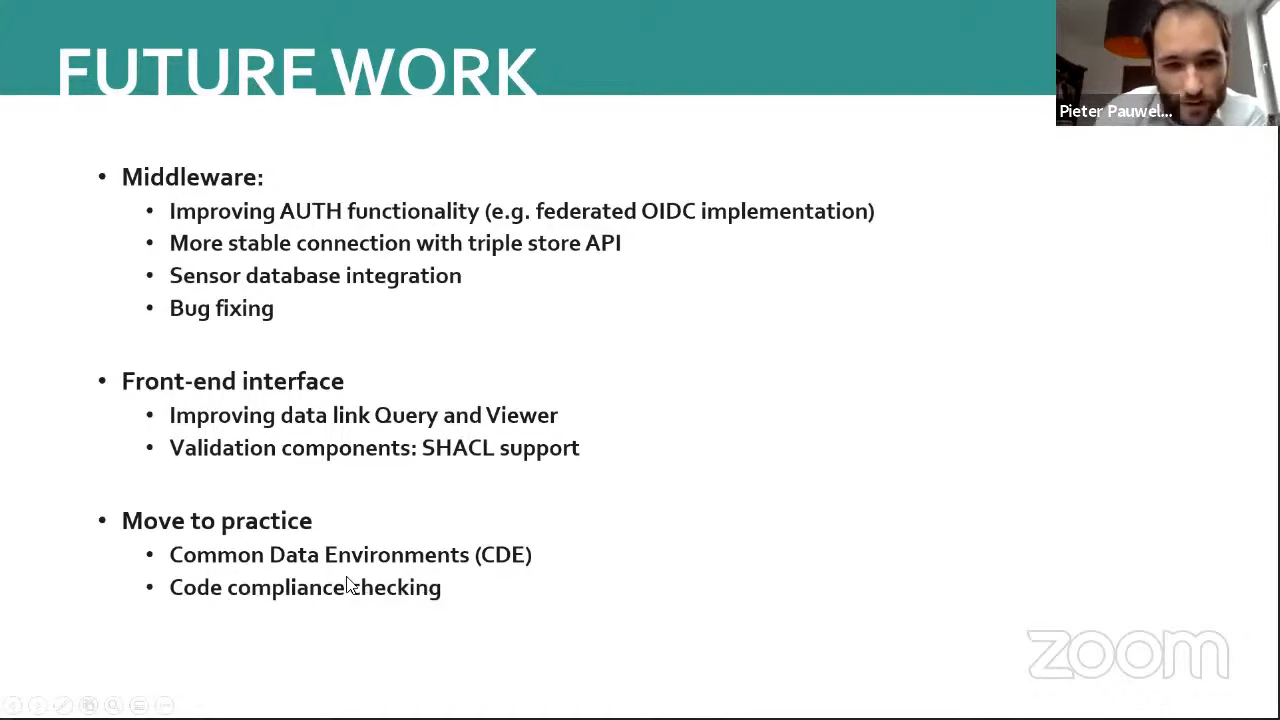 FUTURE WORK
Pieter Pauwel...
• Middleware:
• Improving AUTH functionality (e.g. federated OIDC implementation)
• More stable connection with triple store API
• Sensor database integration
• Bug fixing
• Front-end interface
• Improving data link Query and Viewer
• Validation components: SHACL support
• Move to practice
• Common Data Environments (CDE)
• Code compliance checking
zoom